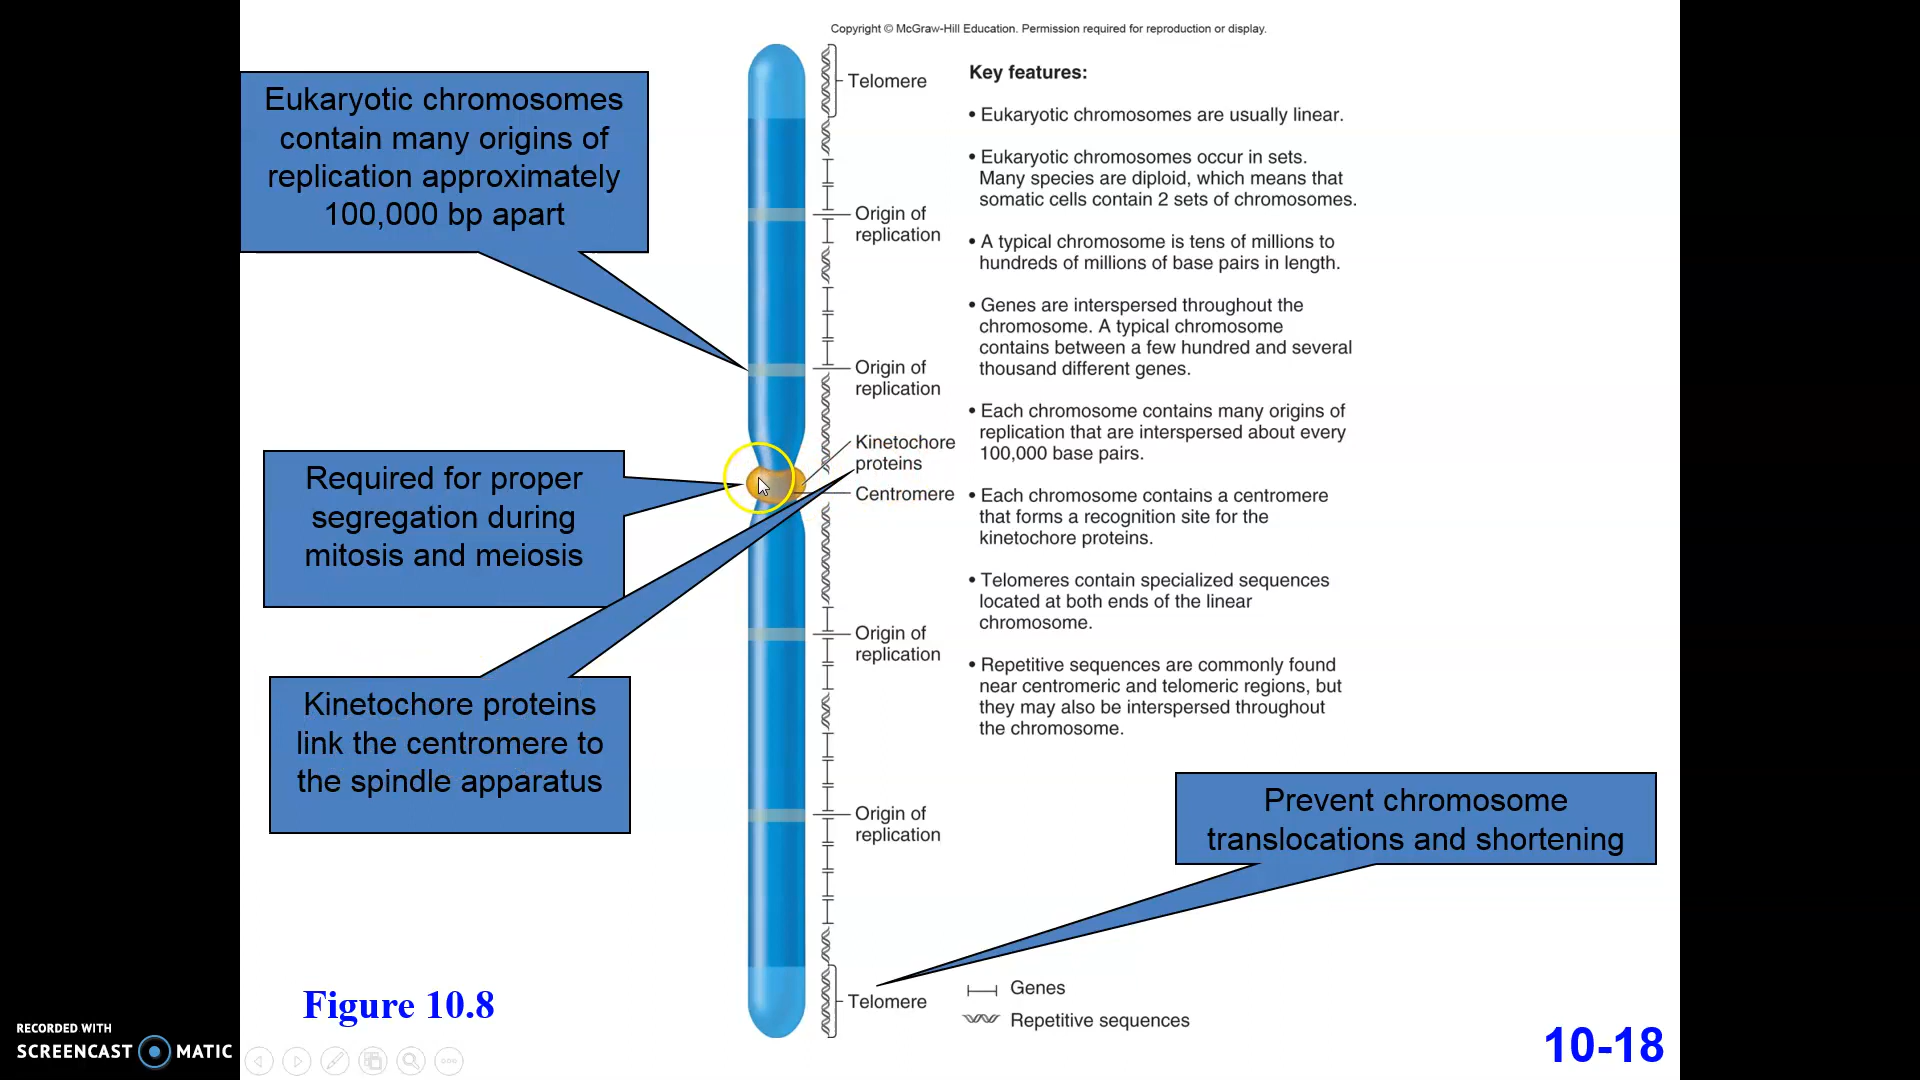 Copyright © McGraw-Hill Education. Permission required for reproduction or display.
Eukaryotic chromosomes
contain many origins of
replication approximately
100,000 bp apart
Required for proper
segregation during
mitosis and meiosis
Kinetochore proteins
link the centromere to
the spindle apparatus
Telomere
Origin of
replication
Origin of
replication
Kinetochore
proteins
Centromere
Origin of
replication
Origin of
replication
Telomere
Key features:
• Eukaryotic chromosomes are usually linear.
• Eukaryotic chromosomes occur in sets.
Many species are diploid, which means that
somatic cells contain 2 sets of chromosomes.
• A typical chromosome is tens of millions to
hundreds of millions of base pairs in length.
• Genes are interspersed throughout the
chromosome. A typical chromosome
contains between a few hundred and several
thousand different genes.
• Each chromosome contains many origins of
replication that are interspersed about every
100,000 base pairs.
• Each chromosome contains a centromere
that forms a recognition site for the
kinetochore proteins.
• Telomeres contain specialized sequences
located at both ends of the linear
chromosome.
• Repetitive sequences are commonly found
near centromeric and telomeric regions, but
they may also be interspersed throughout
the chromosome.
Prevent chromosome
translocations and shortening
Genes
Repetitive sequences
Figure 10.8
10-18
RECORDED WITH
SCREENCAST MATIC